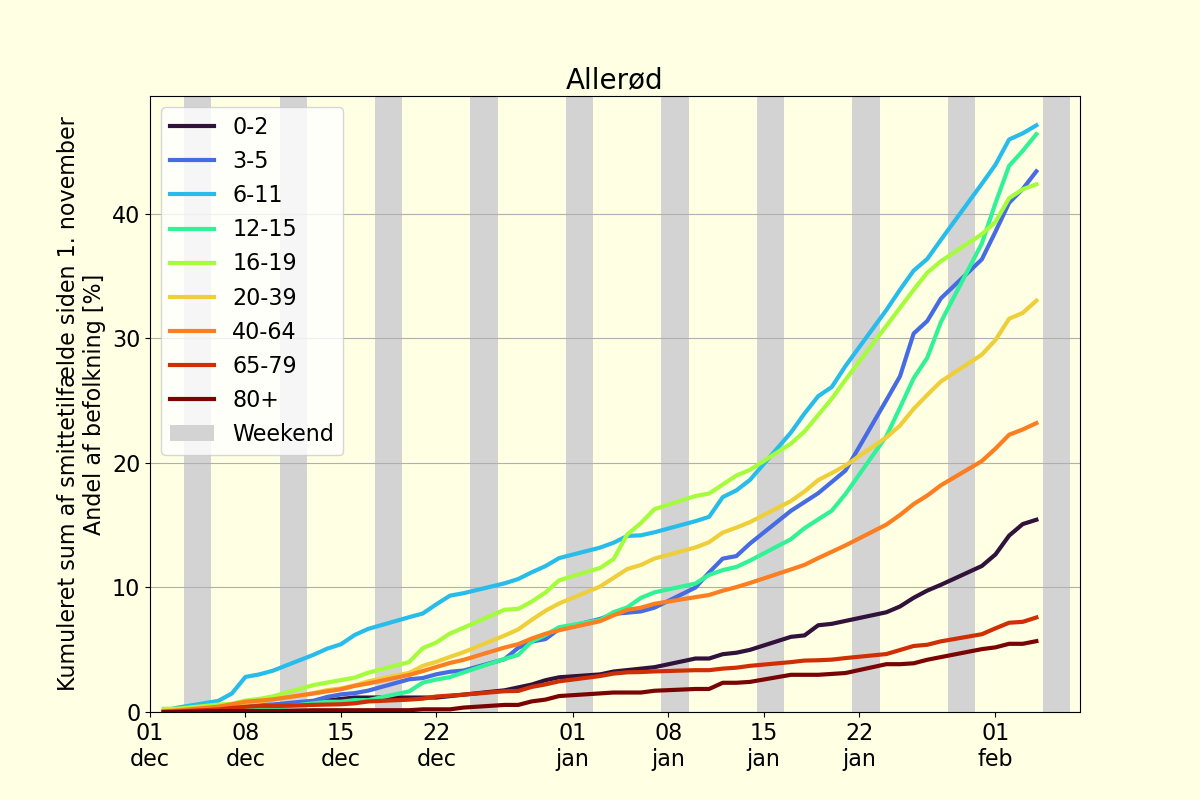 Allerød
Kumuleret sum af smittetilfælde siden 1. november
Andel af befolkning [%]
0-2
3-5
6-11
12-15
16-19
20-39
40-64
65-79
80+
Weekend
40
30
20
10
0
01 08 15 22 01 08 15 22 01
dec dec dec dec jan jan jan jan feb